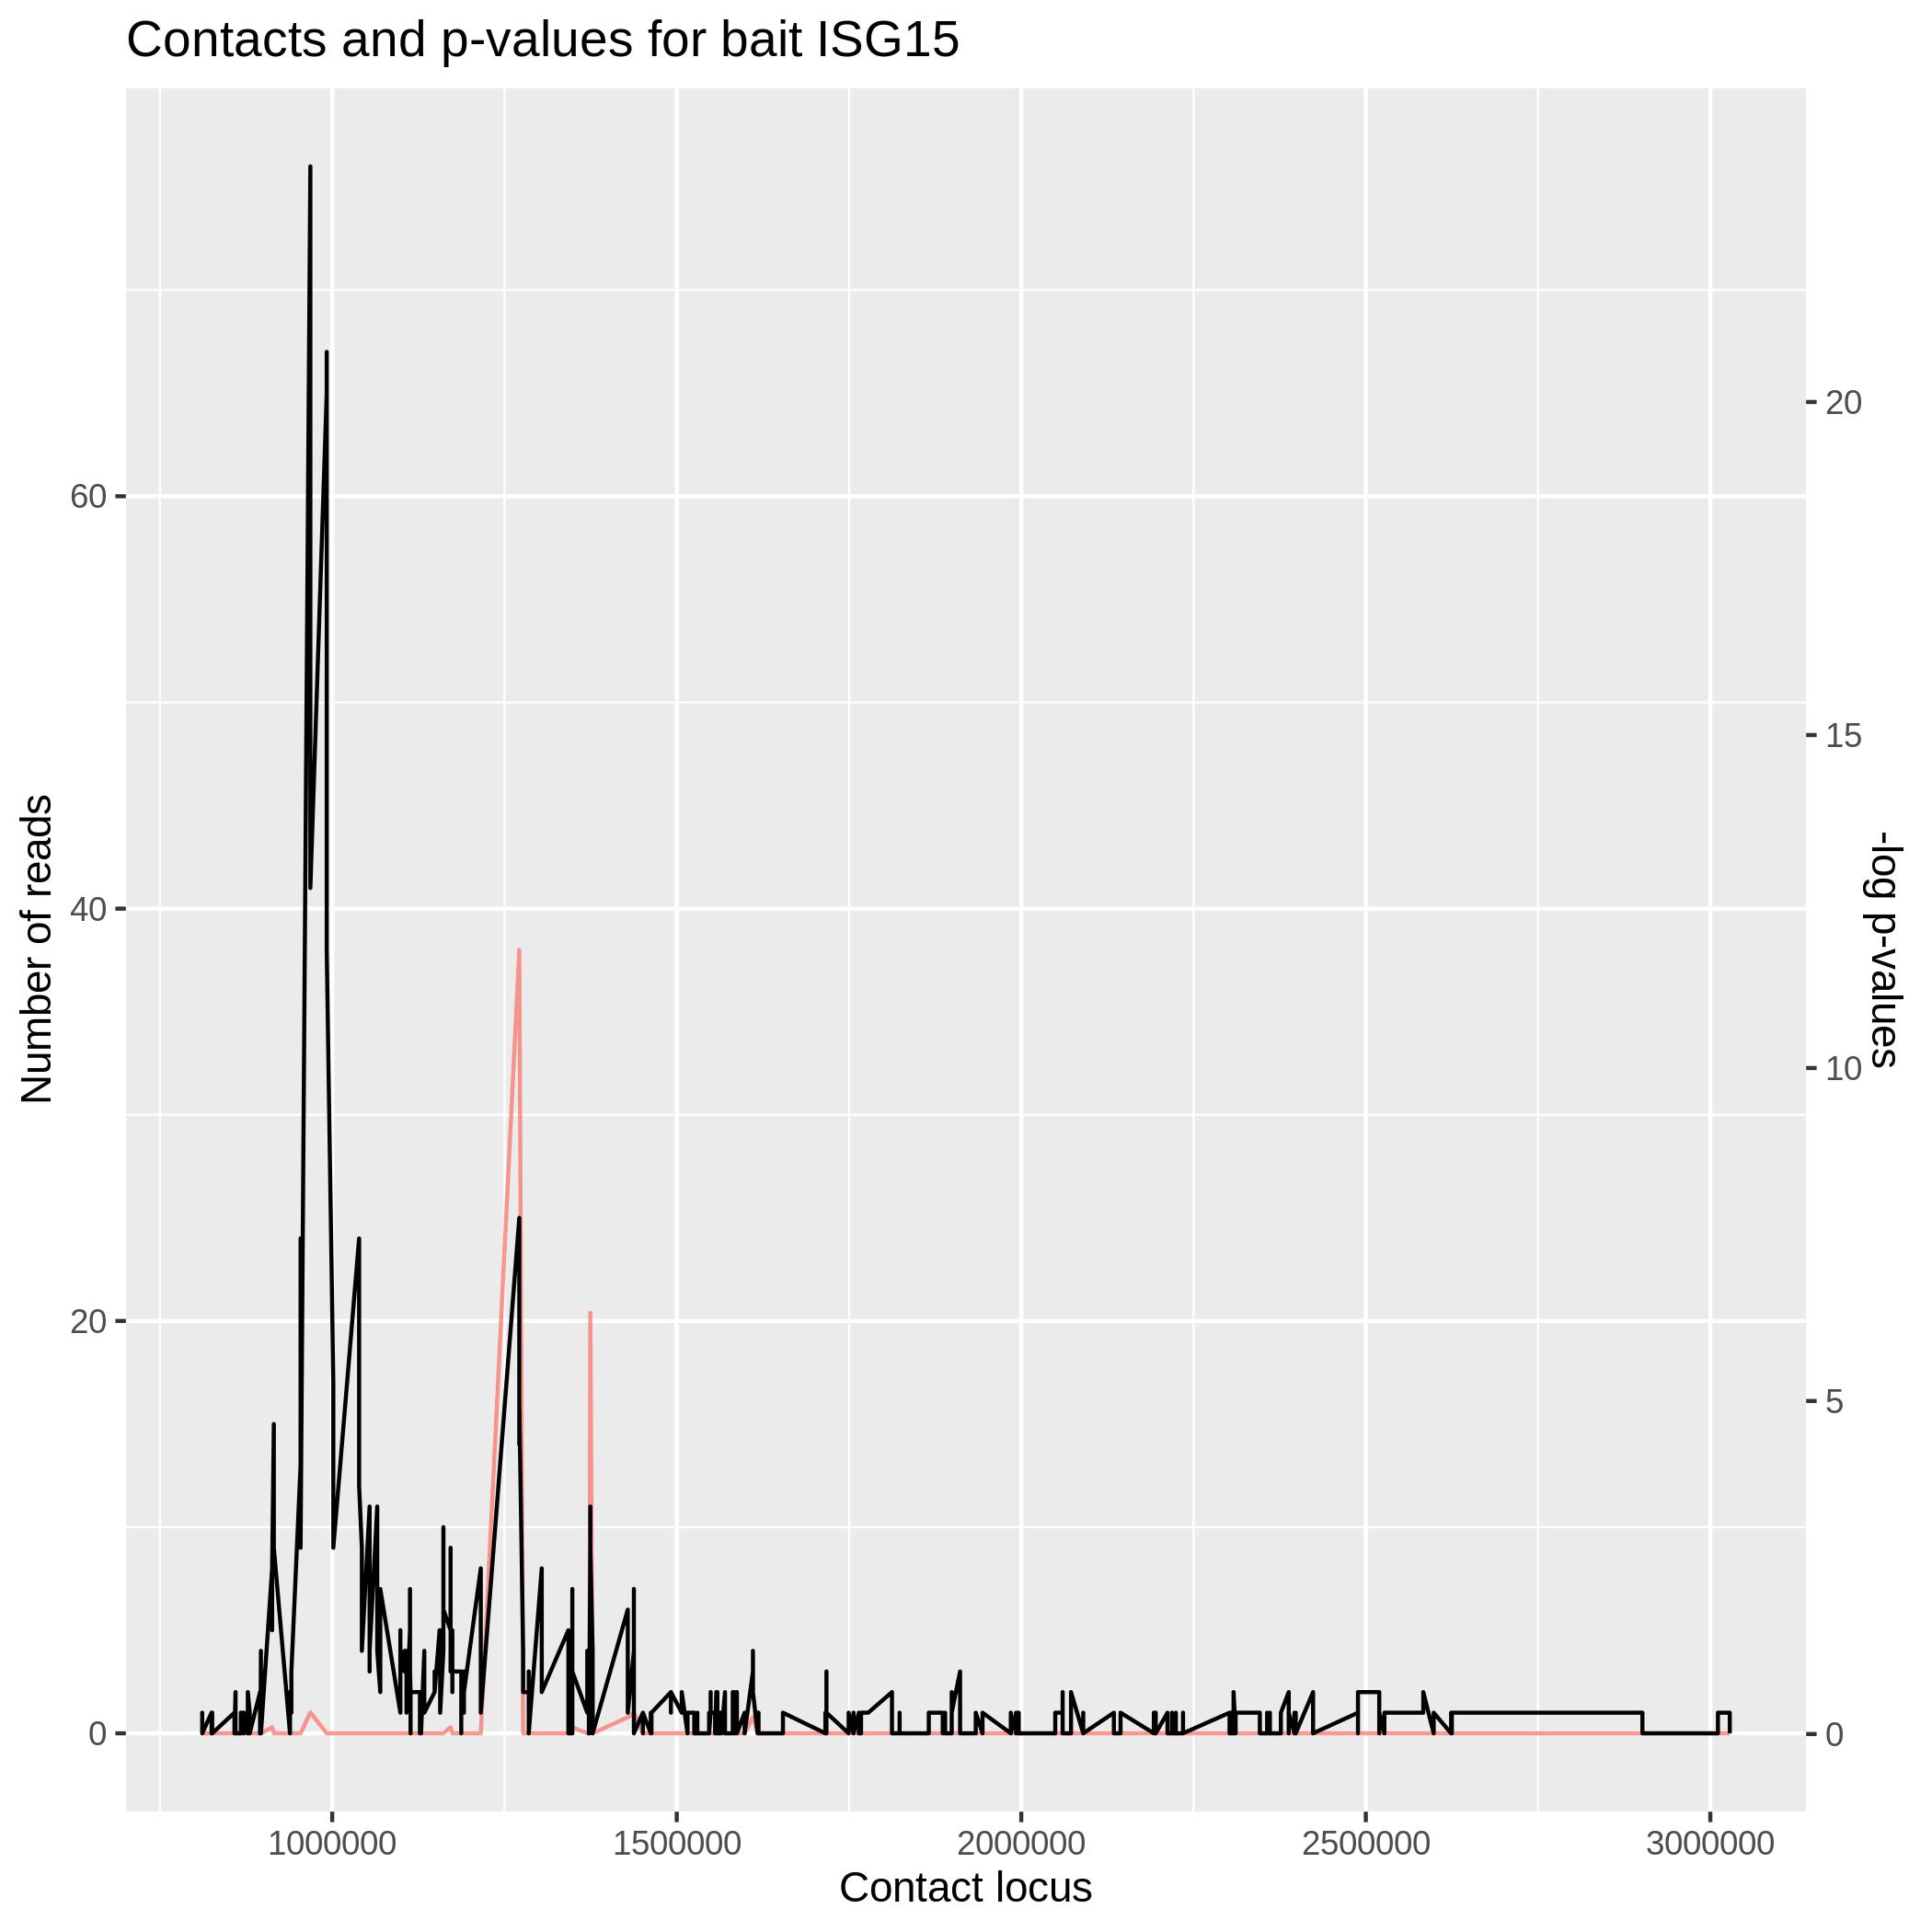 Contacts and p-values for bait ISG15
Number of reads
60
40
20
0
20
15
10
5
0
-log p-values
1000000 1500000 2000000 2500000 3000000
Contact locus